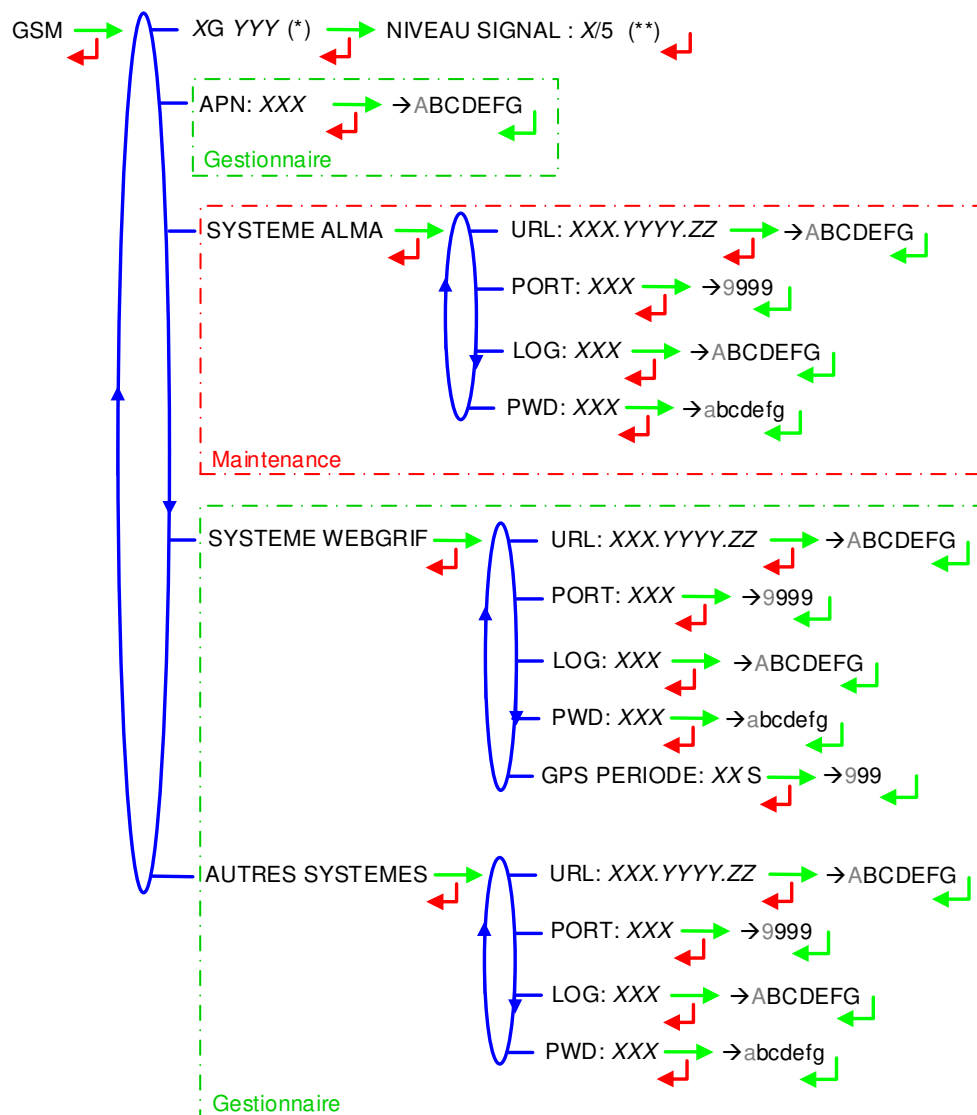 GSM XG YYY (*) NIVEAU SIGNAL : X/5 (**)
APN: XXX →ABCDEFG
Gestionnaire
SYSTEME ALMA URL: XXX.YYYY.ZZ →ABCDEFG
PORT: XXX →9999
LOG: XXX →ABCDEFG
PWD: XXX →abcdefg
Maintenance
SYSTEME WEBGRIF URL: XXX.YYYY.ZZ →ABCDEFG
PORT: XXX →9999
LOG: XXX →ABCDEFG
PWD: XXX →abcdefg
GPS PERIODE: XX S →999
AUTRES SYSTEMES URL: XXX.YYYY.ZZ →ABCDEFG
PORT: XXX →9999
LOG: XXX →ABCDEFG
PWD: XXX →abcdefg
Gestionnaire